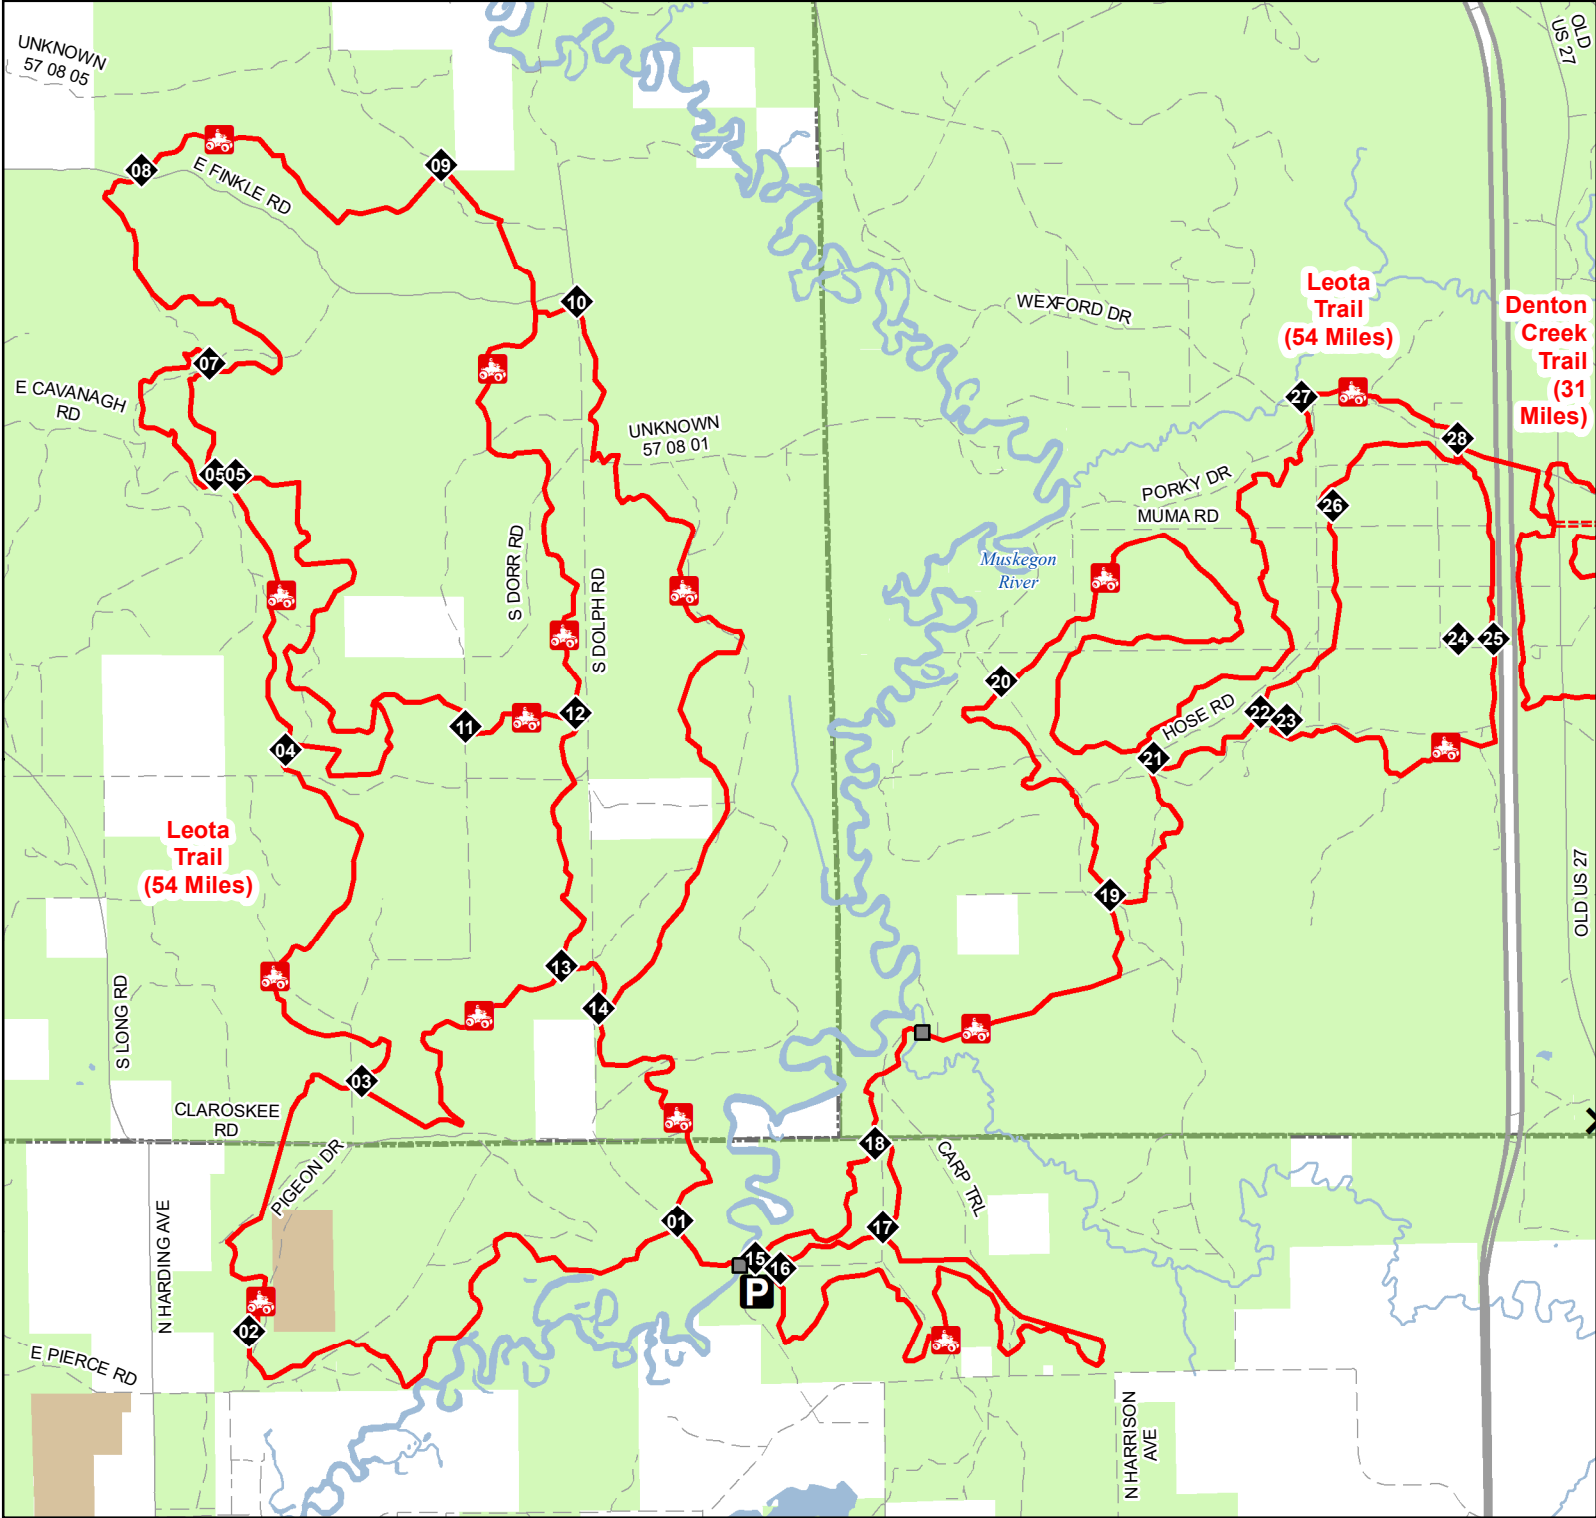 UNKNOWN
57 08 05
OLD
US 27
08
E FINKLE RD
09
10
WEXFORD DR
Leota
Trail
(54 Miles)
Denton
Creek
Trail
(31
Miles)
07
E CAVANAGH
RD
27
28
UNKNOWN
57 08 01
05
05
PORKY DR
MUMA RD
26
S DORR RD
S DOLPH RD
Muskegon
River
24
25
20
11
12
HOSE RD
22
23
04
21
Leota
Trail
(54 Miles)
19
OLD US 27
13
14
S LONG RD
03
CLAROSKEE
RD
PIGEON DR
18
CARP TRL
N HARDING AVE
01
17
15
16
P
02
E PIERCE RD
N HARRISON
AVE